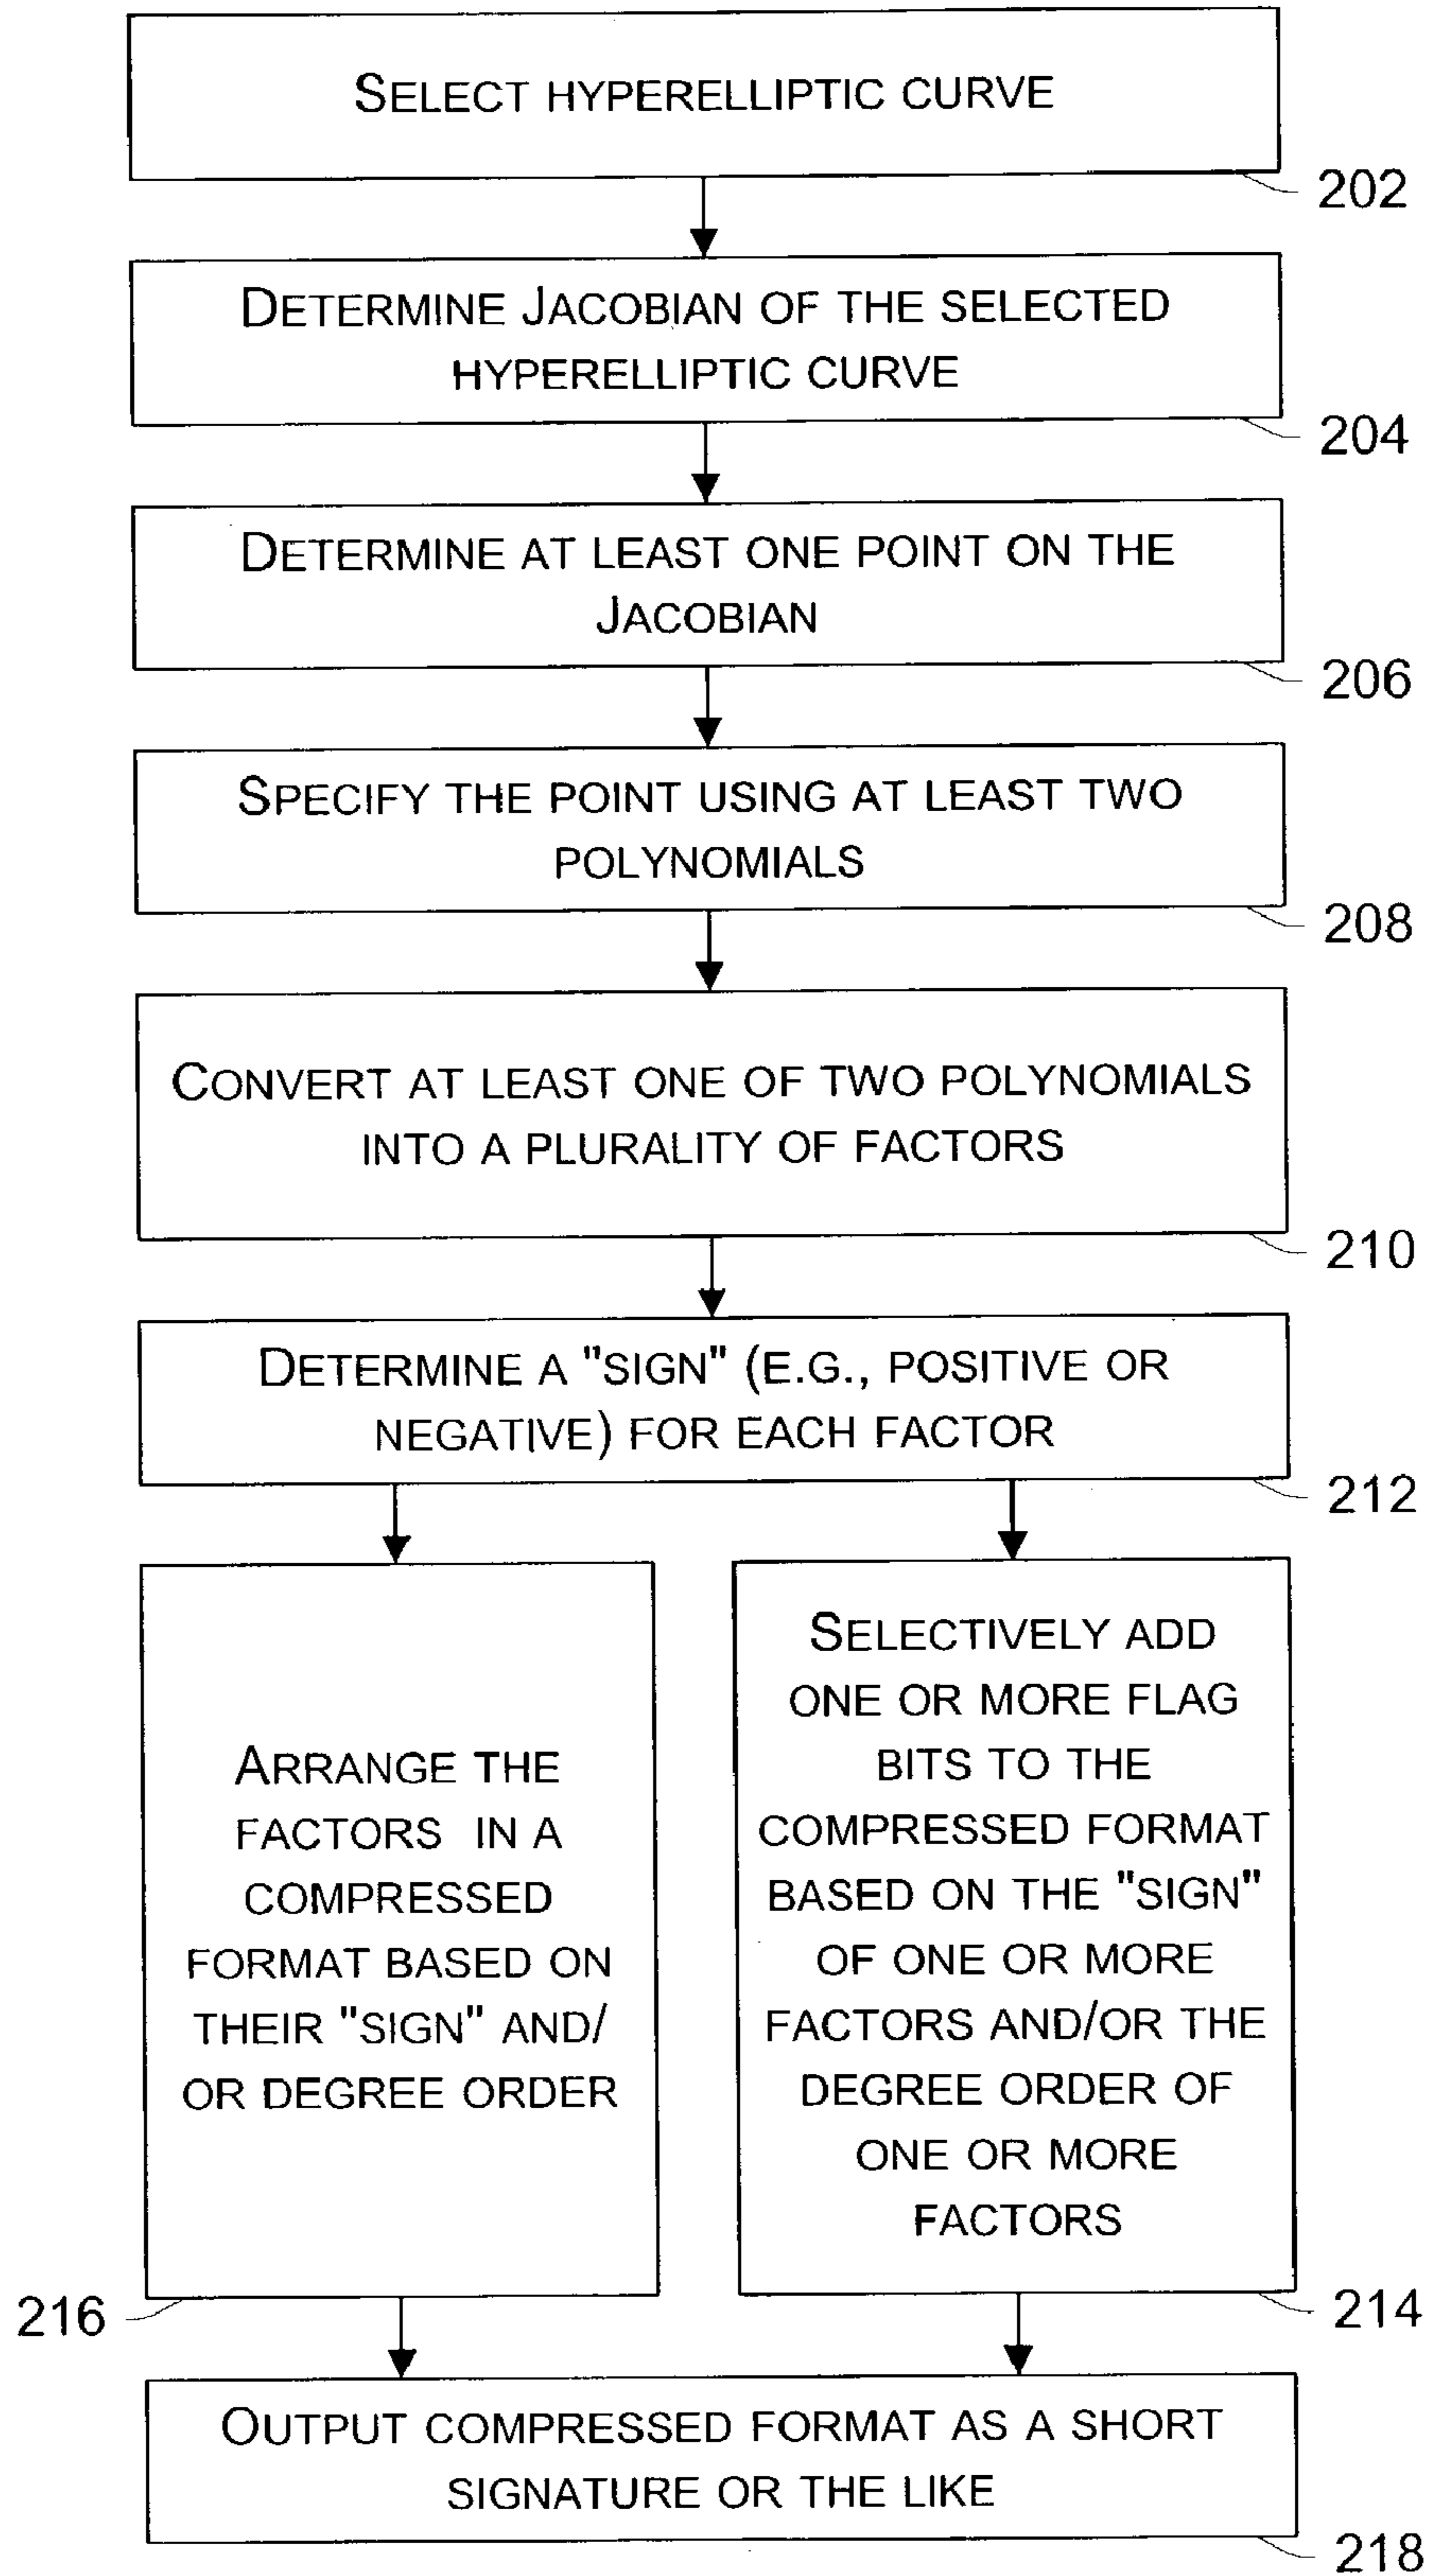 SELECT HYPERELLIPTIC CURVE
202
DETERMINE JACOBIAN OF THE SELECTED
HYPERELLIPTIC CURVE
204
DETERMINE AT LEAST ONE POINT ON THE
JACOBIAN
206
SPECIFY THE POINT USING AT LEAST TWO
POLYNOMIALS
208
CONVERT AT LEAST ONE OF TWO POLYNOMIALS
INTO A PLURALITY OF FACTORS
210
DETERMINE A "SIGN" (E.G., POSITIVE OR
NEGATIVE) FOR EACH FACTOR
212
ARRANGE THE
FACTORS IN A
COMPRESSED
FORMAT BASED ON
THEIR "SIGN" AND/
OR DEGREE ORDER
216
SELECTIVELY ADD
ONE OR MORE FLAG
BITS TO THE
COMPRESSED FORMAT
BASED ON THE "SIGN"
OF ONE OR MORE
FACTORS AND/OR THE
DEGREE ORDER OF
ONE OR MORE
FACTORS
214
OUTPUT COMPRESSED FORMAT AS A SHORT
SIGNATURE OR THE LIKE
218